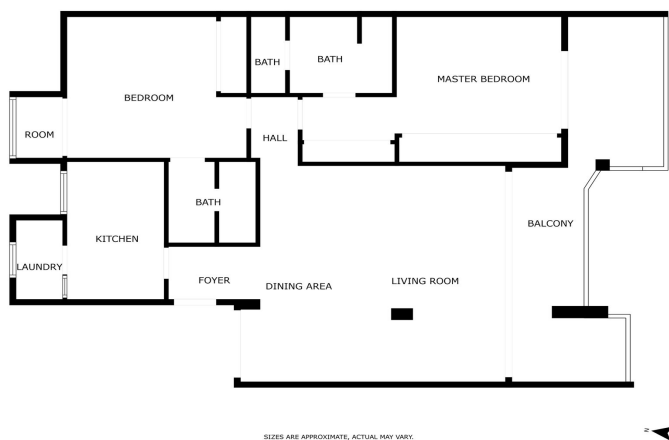 BATH
BATH
MASTER BEDROOM
BEDROOM
ROOM
HALL
BATH
BALCONY
KITCHEN
LAUNDRY
FOYER
DINING AREA
LIVING ROOM
SIZES ARE APPROXIMATE, ACTUAL MAY VARY.
N